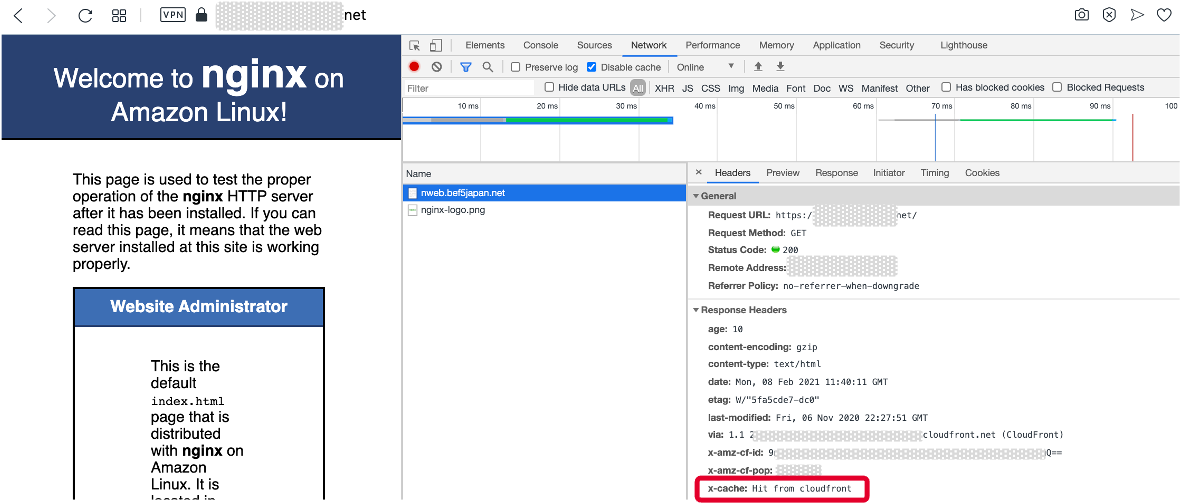 VPN net
Welcome to nginx on
Amazon Linux!
This page is used to test the proper
operation of the nginx HTTP server
after it has been installed. If you can
read this page, it means that the web
server installed at this site is working
properly.
Website Administrator
This is the
default
index.html
page that is
distributed
with nginx on
Amazon
Linux. It is
located in
Elements Console Sources Network Performance Memory Application Security Lighthouse
Preserve log Disable cache Online
Filter Hide data URLs All XHR JS CSS Img Media Font Doc WS Manifest Other Has blocked cookies Blocked Requests
10 ms 20 ms 30 ms 40 ms 50 ms 60 ms 70 ms 80 ms 90 ms 100
Name
nweb.bef5japan.net
nginx-logo.png
× Headers Preview Response Initiator Timing Cookies
General
Request URL: https:/ net/
Request Method: GET
Status Code: 200
Remote Address:
Referrer Policy: no-referrer-when-downgrade
Response Headers
age: 10
content-encoding: gzip
content-type: text/html
date: Mon, 08 Feb 2021 11:40:11 GMT
etag: W/"5fa5cde7-dc0"
last-modified: Fri, 06 Nov 2020 22:27:51 GMT
via: 1.1 2 cloudfront.net (CloudFront)
x-amz-cf-id: 9 Q==
x-amz-cf-pop:
x-cache: Hit from cloudfront